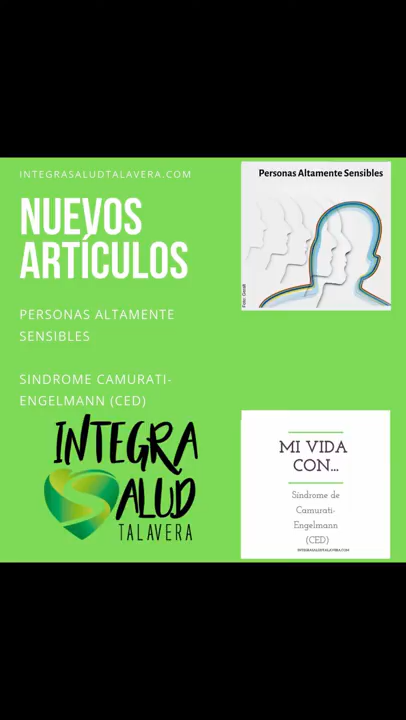 INTEGRASALUDTALAVERA.COM
NUEVOS
ARTÍCULOS
PERSONAS ALTAMENTE
SENSIBLES
SINDROME CAMURATI-
ENGELMANN (CED)
INTEGRA
SALUD
TALAVERA
Personas Altamente Sensibles
MI VIDA
CON...
Síndrome de
Camurati-
Engelmann
(CED)
INTEGRASALUDTALAVERA.COM